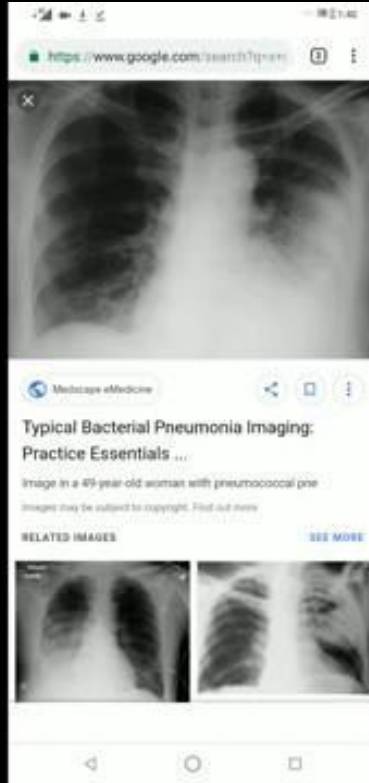 https://www.google.com/search?q=
3
Medscape eMedicine
Typical Bacterial Pneumonia Imaging:
Practice Essentials ...
Image in a 49-year-old woman with pneumococcal pne
Images may be subject to copyright. Find out more
RELATED IMAGES
SEE MORE